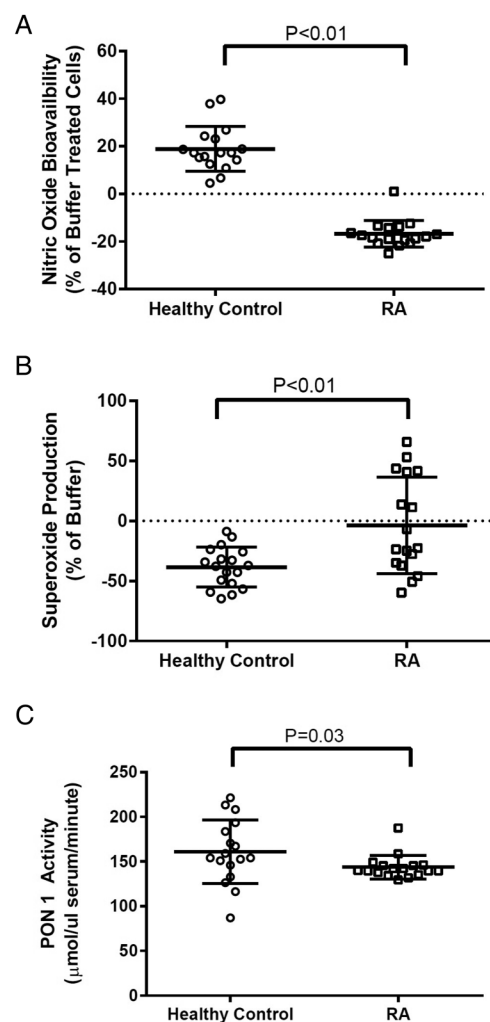 A
P<0.01
Nitric Oxide Bioavailbility
(% of Buffer Treated Cells)
60
40
20
0
-20
-40
Healthy Control
RA
B
P<0.01
Superoxide Production
(% of Buffer)
100
50
0
-50
-100
Healthy Control
RA
C
P=0.03
PON 1 Activity
(μmol/ul serum/minute)
250
200
150
100
50
0
Healthy Control
RA